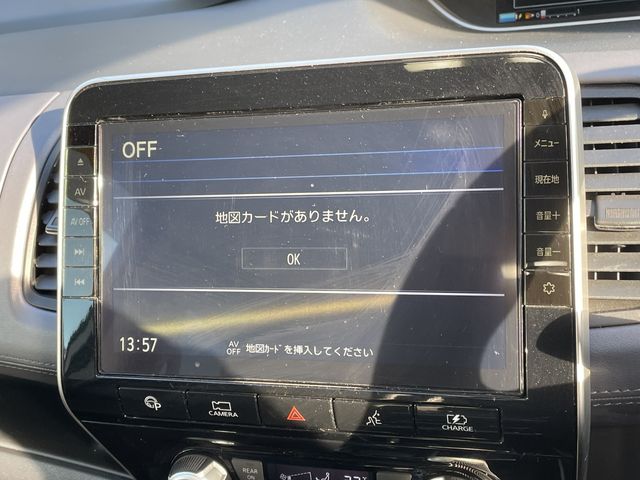 OFF
地図カードがありません。
OK
13:57
AV
OFF
地図ｶｰﾄﾞを挿入してください
AV
AV OFF
メニュー
現在地
音量＋
音量－
P
CAMERA
CHARGE
REAR